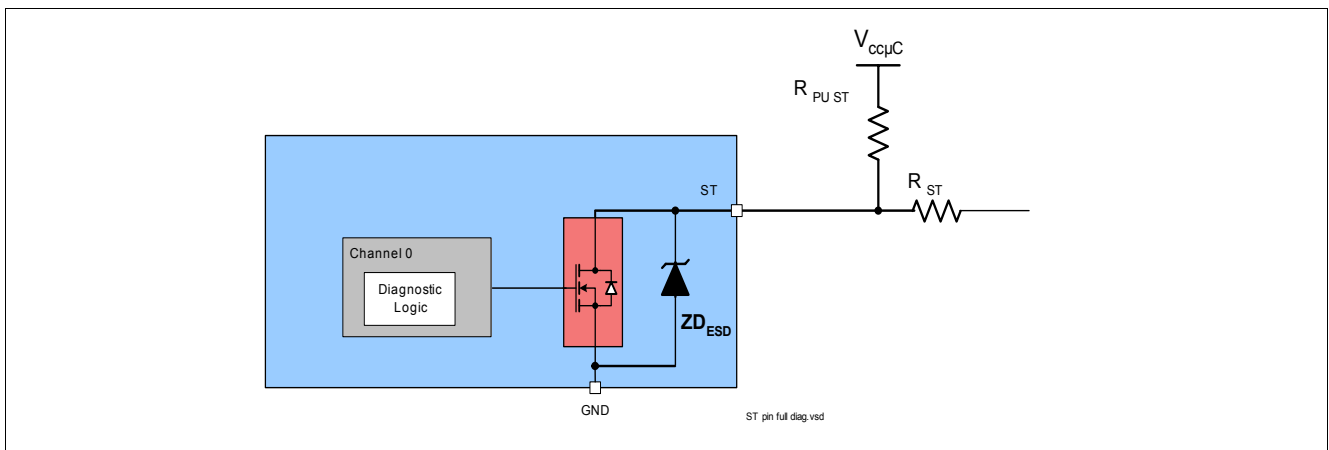 VccµC
R PU ST
R ST
ST
Channel 0
Diagnostic
Logic
ZDESD
GND
ST pin full diag.vsd